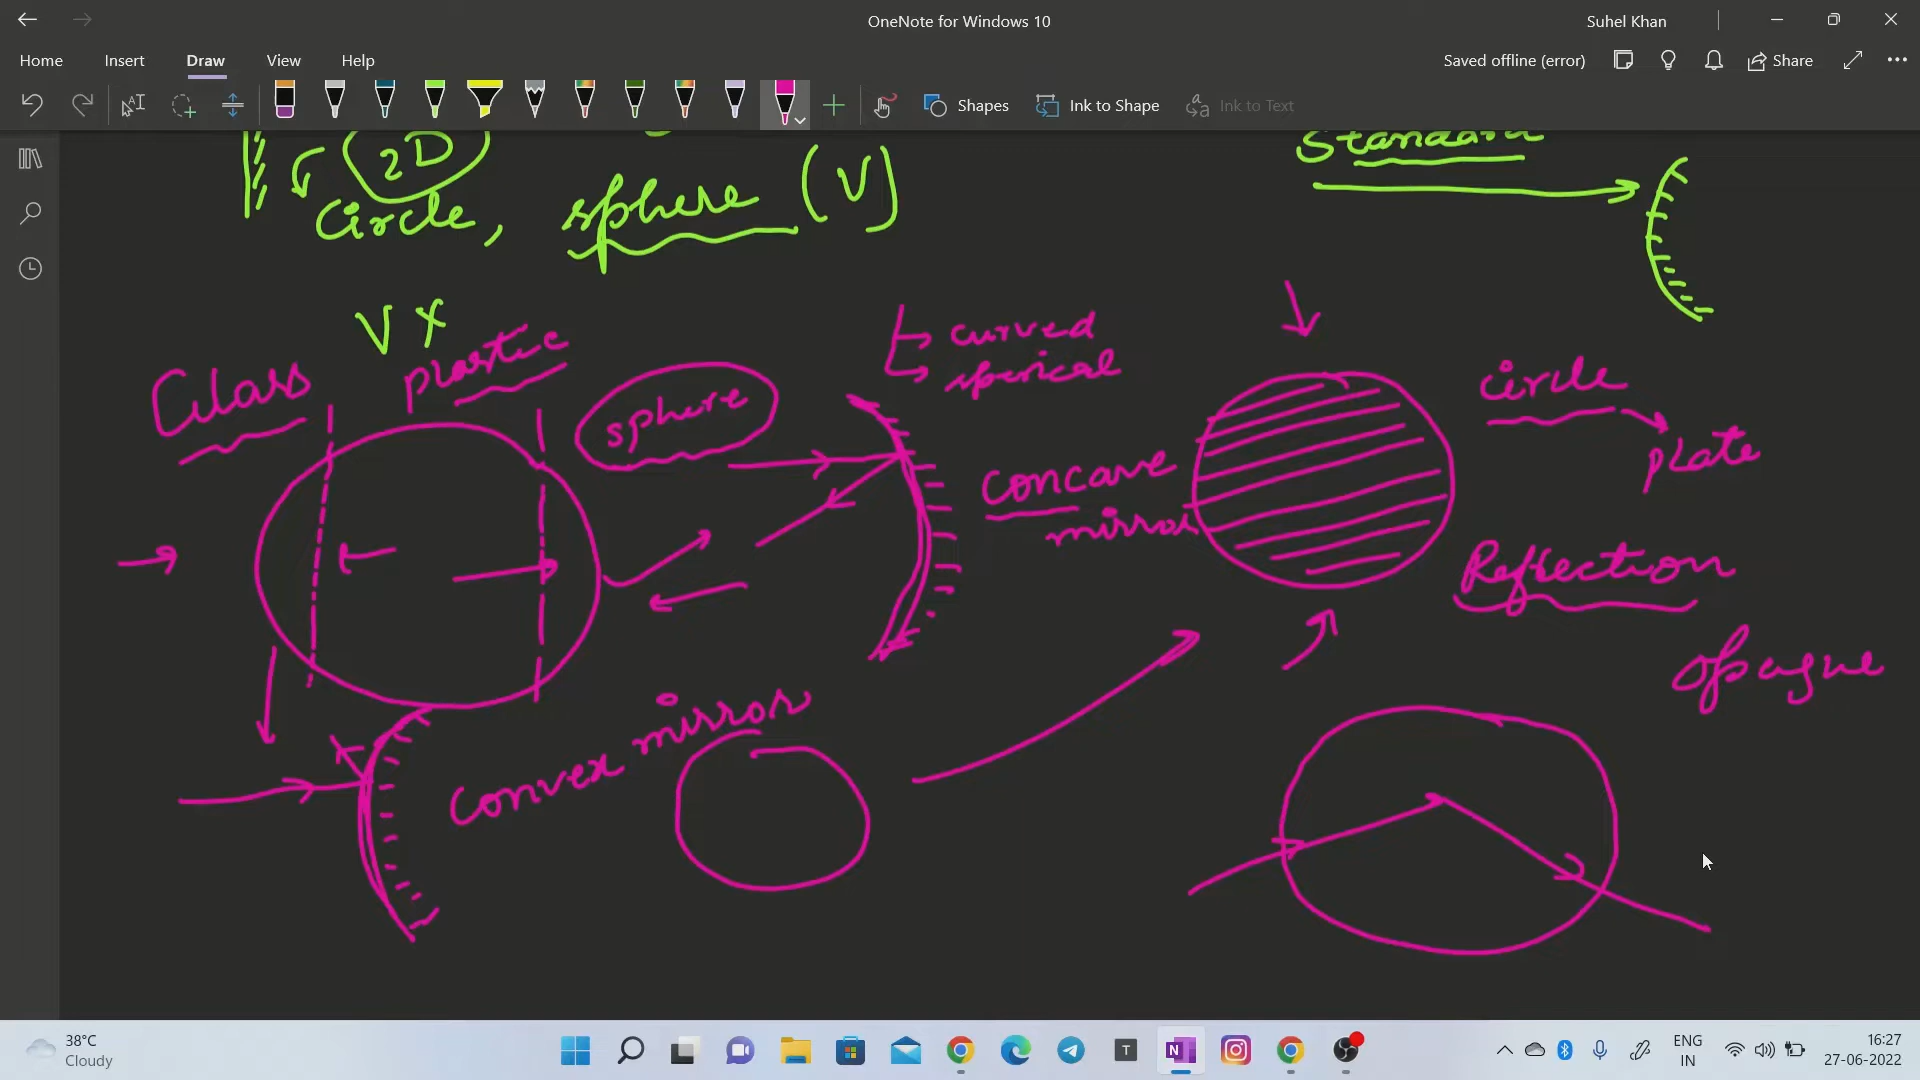 OneNote for Windows 10
Suhel Khan
Home Insert Draw View Help
Saved offline (error) Share
Shapes Ink to Shape Ink to Text
2D
Standard
Circle, sphere (V)
V x
Glass plastic
curved
sperical
sphere
circle
plate
concave
mirror
Reflection
opaque
convex mirror
38°C
Cloudy
ENG
IN
16:27
27-06-2022